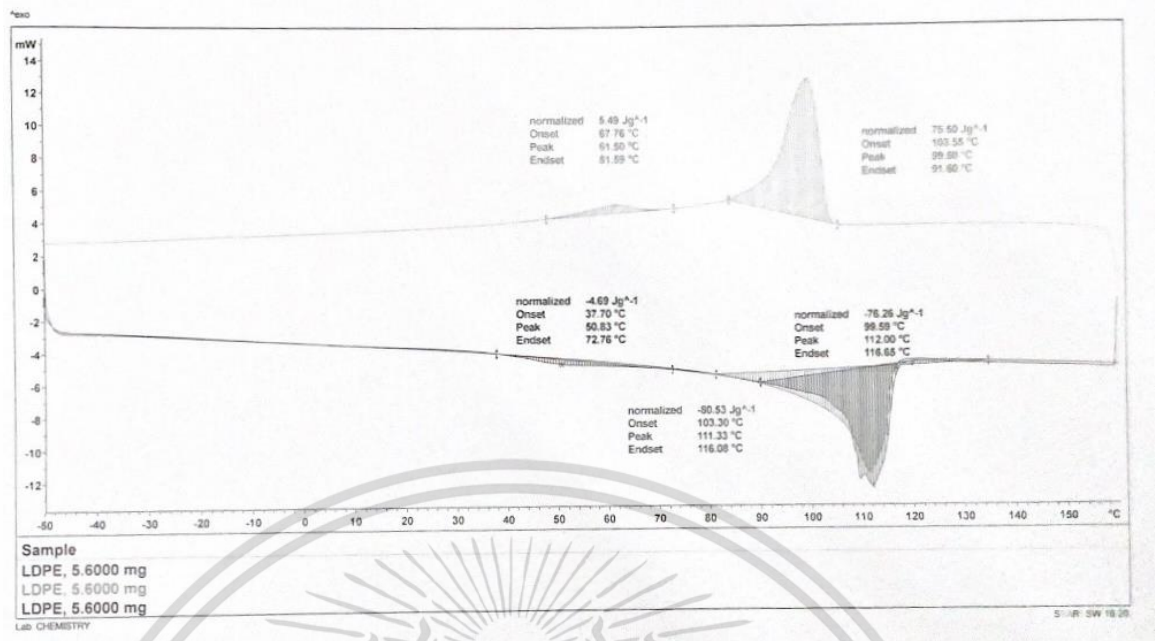 ^exo
mW
14
12
10
8
6
4
2
0
-2
-4
-6
-8
-10
-12
normalized 5.49 Jg^-1
Onset 67.76 °C
Peak 61.50 °C
Endset 51.59 °C
normalized 75.50 Jg^-1
Onset 103.55 °C
Peak 99.50 °C
Endset 91.60 °C
normalized -4.69 Jg^-1
Onset 37.70 °C
Peak 50.83 °C
Endset 72.76 °C
normalized -76.26 Jg^-1
Onset 99.59 °C
Peak 112.00 °C
Endset 116.65 °C
normalized -80.53 Jg^-1
Onset 103.30 °C
Peak 111.33 °C
Endset 116.08 °C
-50 -40 -30 -20 -10 0 10 20 30 40 50 60 70 80 90 100 110 120 130 140 150 °C
Sample
LDPE, 5.6000 mg
LDPE, 5.6000 mg
LDPE, 5.6000 mg
Lab: CHEMISTRY
SW